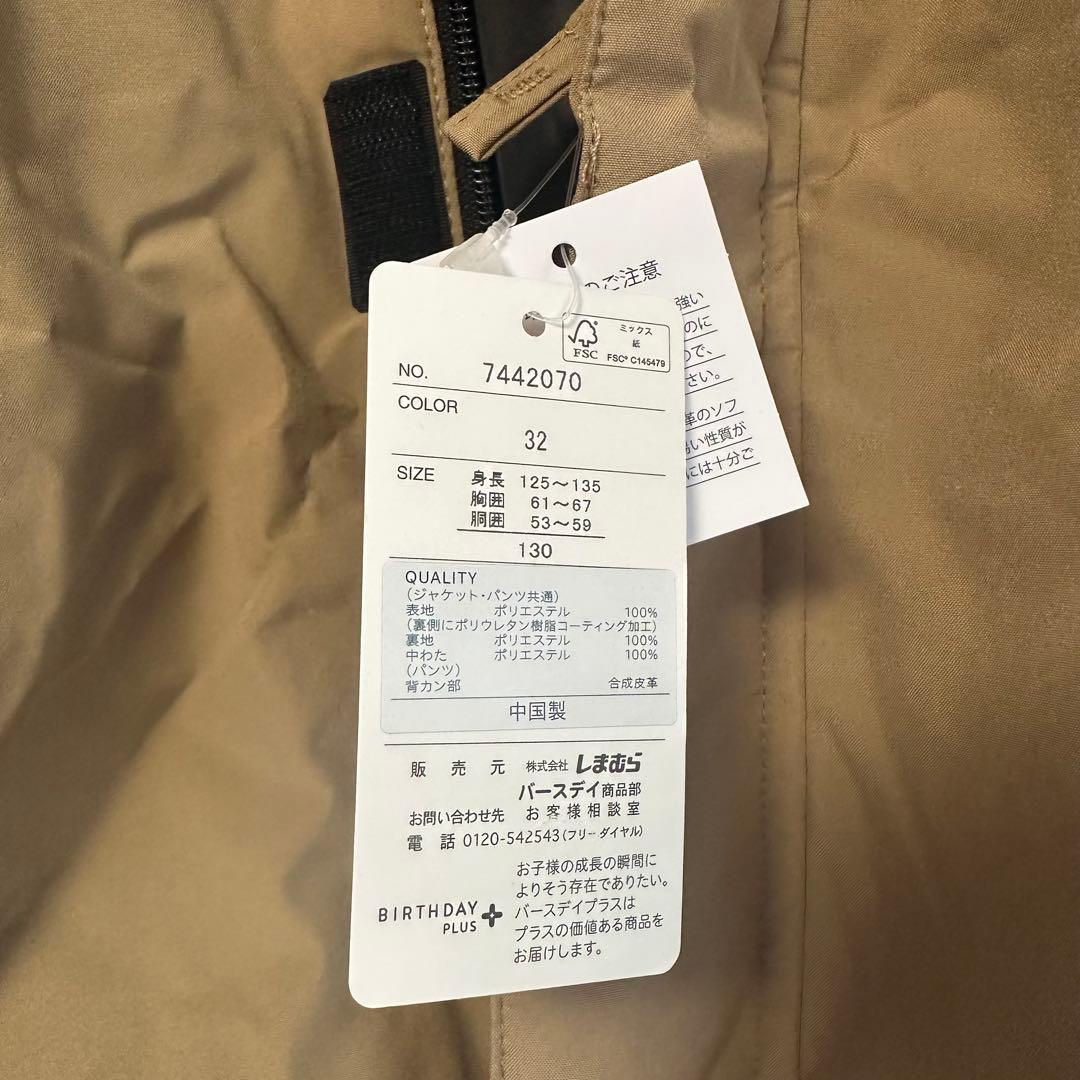 のご注意
強い
のに
ので、
さい。
革のソフ
い性質が
には十分ご
FSC
ミックス
紙
FSC® C145479
NO. 7442070
COLOR
32
SIZE 身長 125～135
胸囲 61～67
胴囲 53～59
130
QUALITY
(ジャケット・パンツ共通)
表地 ポリエステル 100%
(裏側にポリウレタン樹脂コーティング加工)
裏地 ポリエステル 100%
中わた ポリエステル 100%
(パンツ)
背カン部 合成皮革
中国製
販売元 株式会社 しまむら
バースデイ商品部
お問い合わせ先 お客様相談室
電話 0120-542543(フリーダイヤル)
BIRTHDAY
PLUS
お子様の成長の瞬間に
よりそう存在でありたい。
バースデイプラスは
プラスの価値ある商品を
お届けします。